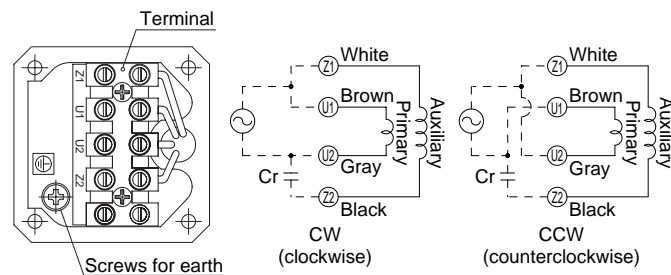 Terminal
Z1
U1
U2
Z2
Screws for earth
Z1
White
U1
Brown
Primary
Auxiliary
U2
Gray
Cr
Z2
Black
CW
(clockwise)
Z1
White
U1
Brown
Primary
Auxiliary
U2
Gray
Cr
Z2
Black
CCW
(counterclockwise)